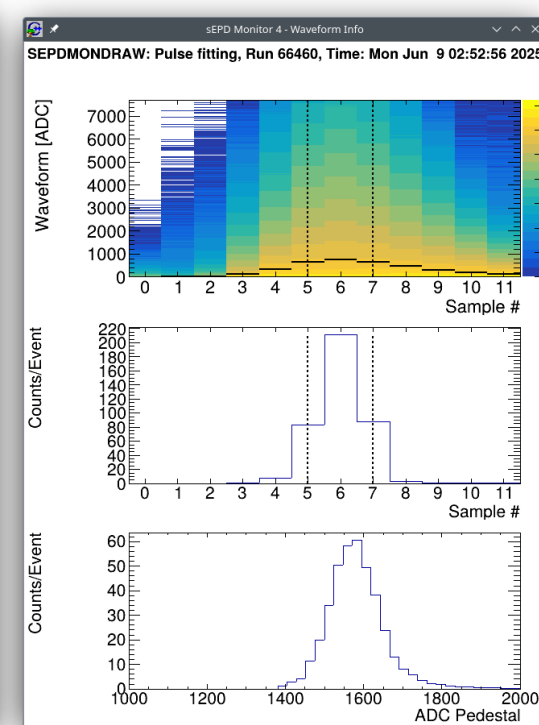 sEPD Monitor 4 - Waveform Info
SEPDMONDRAW: Pulse fitting, Run 66460, Time: Mon Jun 9 02:52:56 2025
Waveform [ADC]
7000
6000
5000
4000
3000
2000
1000
0
0 1 2 3 4 5 6 7 8 9 10 11
Sample #
Counts/Event
220
200
180
160
140
120
100
80
60
40
20
0
0 1 2 3 4 5 6 7 8 9 10 11
Sample #
Counts/Event
60
50
40
30
20
10
0
1000 1200 1400 1600 1800 2000
ADC Pedestal